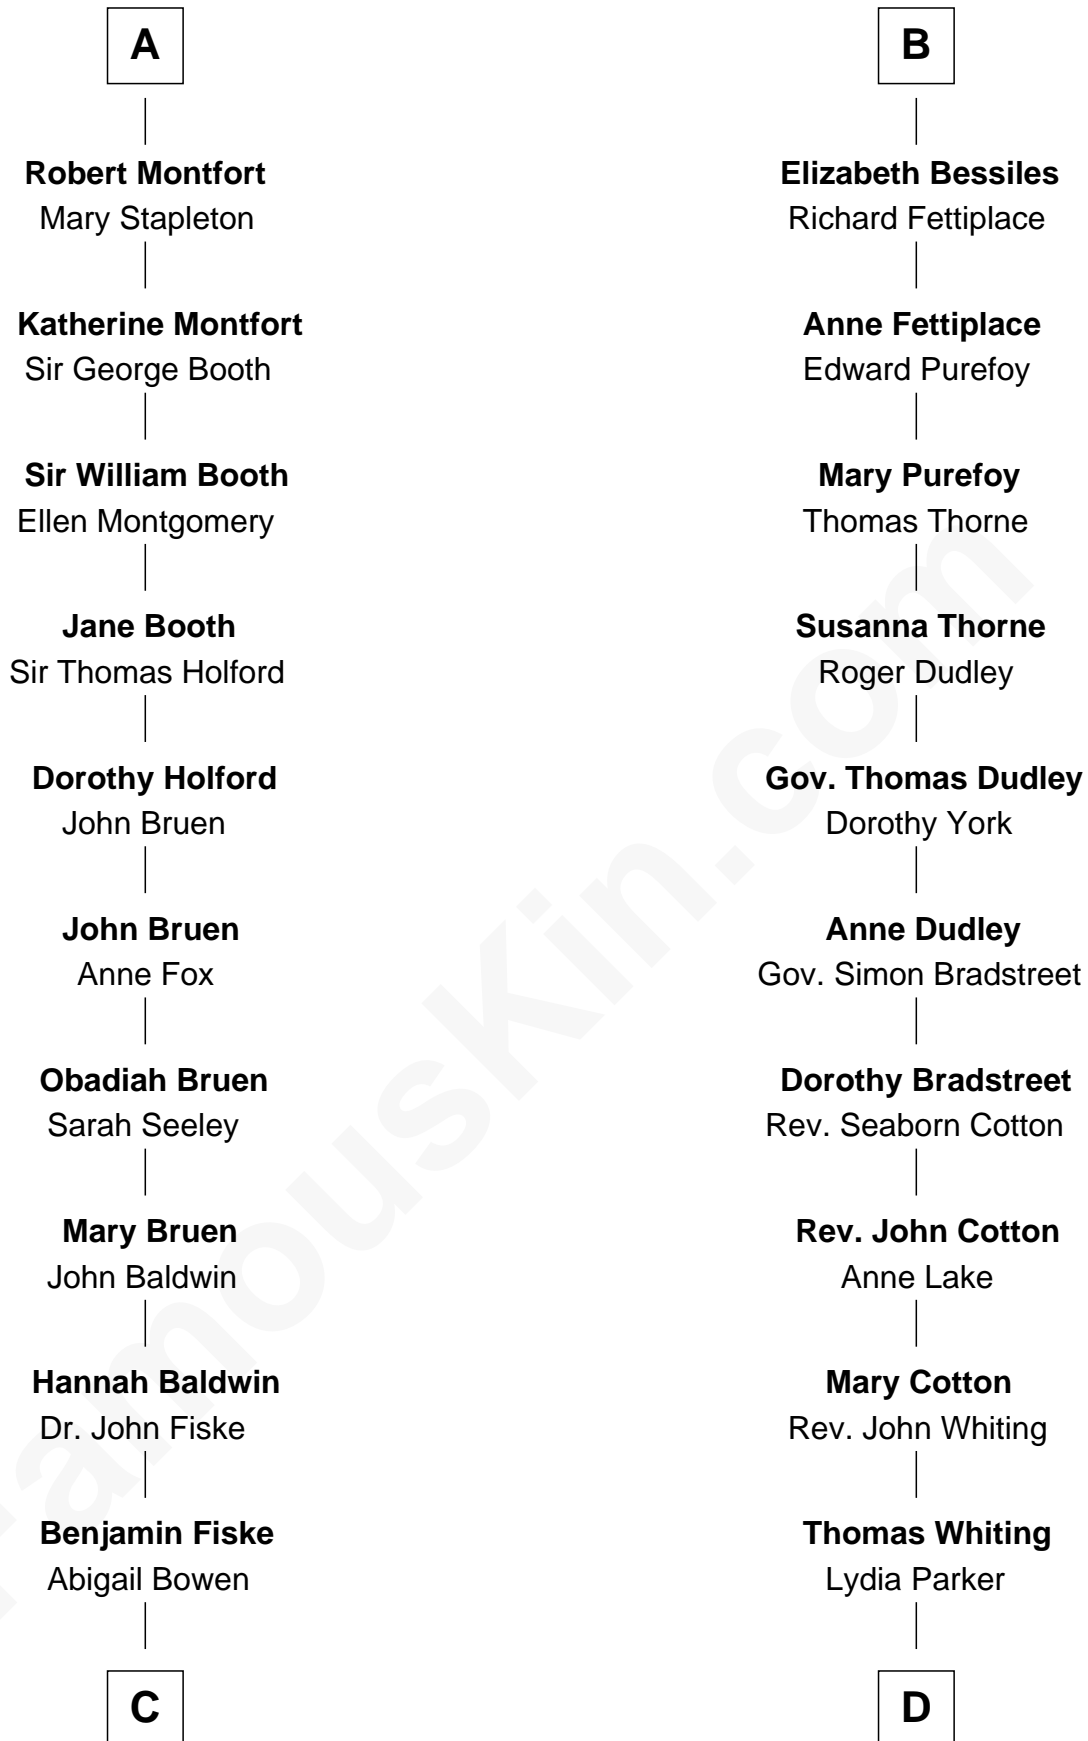 A
Robert Montfort
Mary Stapleton
Katherine Montfort
Sir George Booth
Sir William Booth
Ellen Montgomery
Jane Booth
Sir Thomas Holford
Dorothy Holford
John Bruen
John Bruen
Anne Fox
Obadiah Bruen
Sarah Seeley
Mary Bruen
John Baldwin
Hannah Baldwin
Dr. John Fiske
Benjamin Fiske
Abigail Bowen
C
B
Elizabeth Bessiles
Richard Fettiplace
Anne Fettiplace
Edward Purefoy
Mary Purefoy
Thomas Thorne
Susanna Thorne
Roger Dudley
Gov. Thomas Dudley
Dorothy York
Anne Dudley
Gov. Simon Bradstreet
Dorothy Bradstreet
Rev. Seaborn Cotton
Rev. John Cotton
Anne Lake
Mary Cotton
Rev. John Whiting
Thomas Whiting
Lydia Parker
D
FamousKin.com